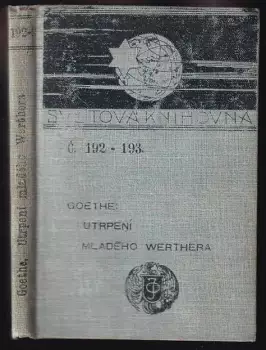 192-
Goethe, Utrpení mladého Werthera
SVĚTOVÁ KNIHOVNA
Č. 192 - 193.
GOETHE:
UTRPENÍ
MLADÉHO WERTHERA